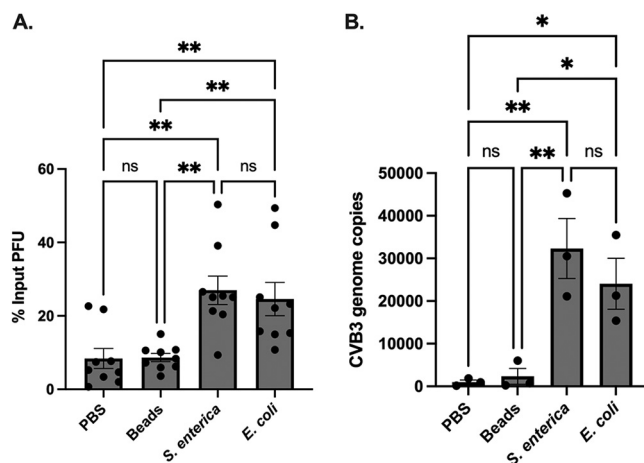 A.
**
**
**
ns
**
ns
60
40
20
0
% Input PFU
PBS
Beads
S. enterica
E. coli
B.
*
*
**
ns
**
ns
50000
40000
30000
20000
10000
0
CVB3 genome copies
PBS
Beads
S. enterica
E. coli